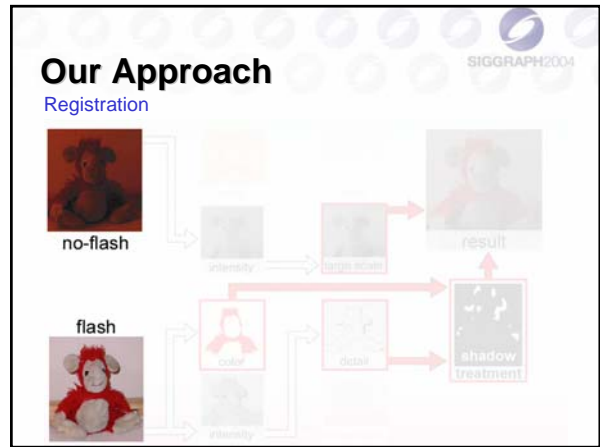 SIGGRAPH2004
Our Approach
Registration
no-flash
intensity
large scale
result
flash
color
detail
shadow
treatment
intensity